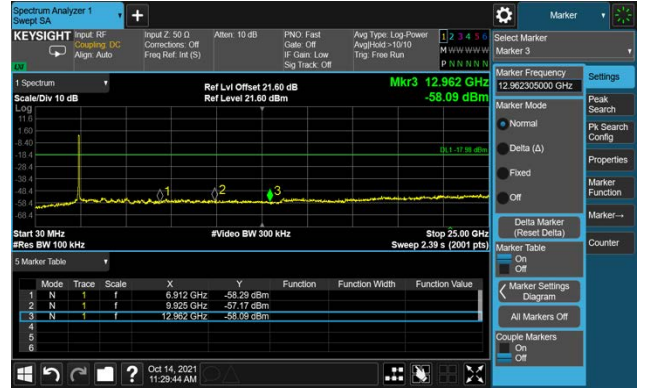 Spectrum Analyzer 1
Swept SA
Marker
KEYSIGHT
Input: RF
Coupling: DC
Align: Auto
Input Z: 50 Ω
Corrections: Off
Freq Ref: Int (S)
Atten: 10 dB
PNO: Fast
Gate: Off
IF Gain: Low
Sig Track: Off
Avg Type: Log-Power
Avg|Hold:>10/10
Trig: Free Run
1 2 3 4 5 6
M W W W W W
P N N N N N
LXI
Select Marker
Marker 3
1 Spectrum
Ref Lvl Offset 21.60 dB
Mkr3 12.962 GHz
Scale/Div 10 dB
Ref Level 21.60 dBm
-58.09 dBm
Log
11.6
1.60
-8.40
-18.4
-28.4
-38.4
-48.4
-58.4
-68.4
DL1 -17.98 dBm
1
2
3
Start 30 MHz
#Video BW 300 kHz
Stop 25.00 GHz
#Res BW 100 kHz
Sweep 2.39 s (2001 pts)
5 Marker Table
Mode Trace Scale X Y Function Function Width Function Value
1 N 1 f 6.912 GHz -58.29 dBm
2 N 1 f 9.925 GHz -57.17 dBm
3 N 1 f 12.962 GHz -58.09 dBm
4
5
6
Marker Frequency
12.962305000 GHz
Marker Mode
Normal
Delta (Δ)
Fixed
Off
Delta Marker
(Reset Delta)
Marker Table
On
Off
Marker Settings
Diagram
All Markers Off
Couple Markers
On
Off
Settings
Peak
Search
Pk Search
Config
Properties
Marker
Function
Marker→
Counter
?
Oct 14, 2021
11:29:44 AM